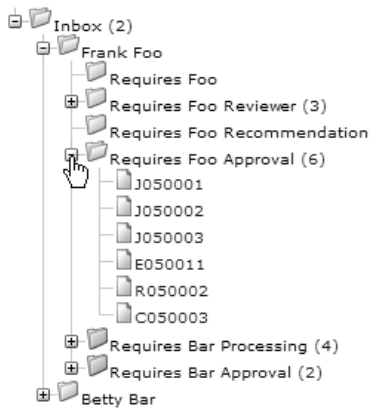 Inbox (2)
Frank Foo
Requires Foo
Requires Foo Reviewer (3)
Requires Foo Recommendation
Requires Foo Approval (6)
J050001
J050002
J050003
E050011
R050002
C050003
Requires Bar Processing (4)
Requires Bar Approval (2)
Betty Bar